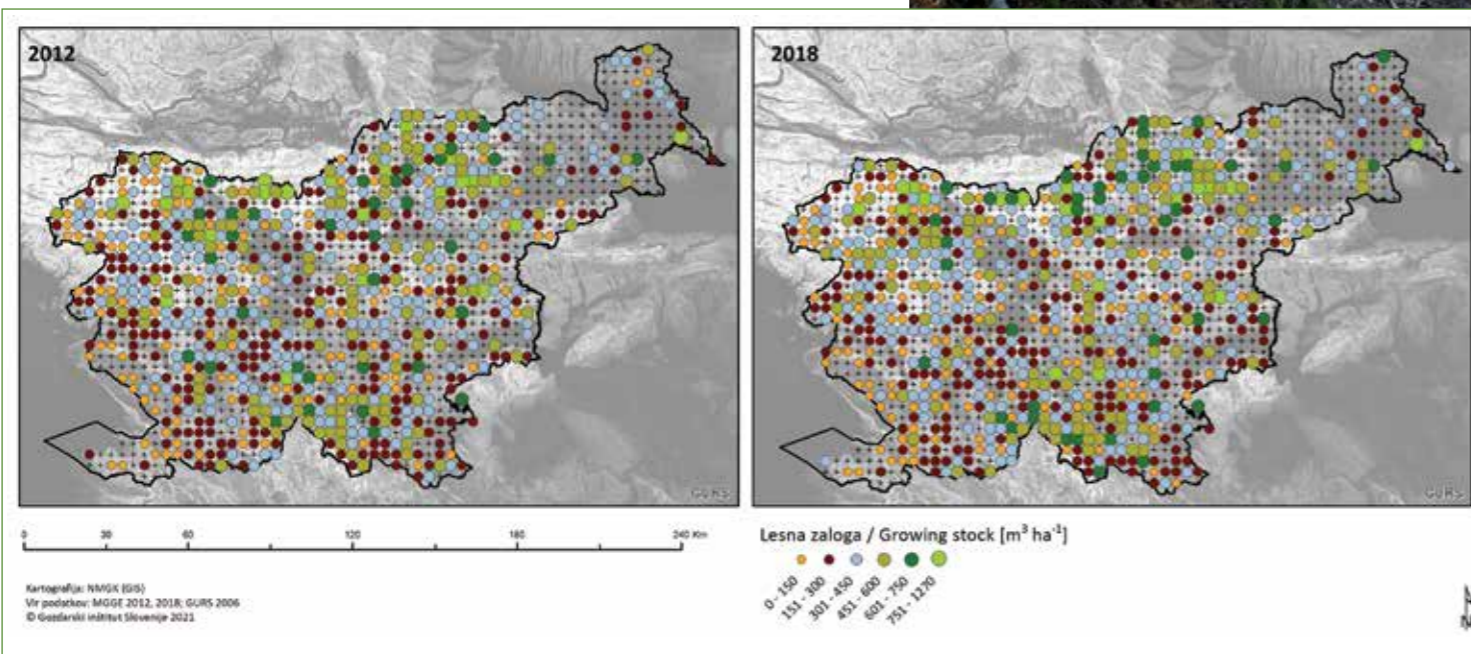 2012
2018
GURS
GURS
0 30 60 120 180 240 Km
Lesna zaloga / Growing stock [m³ ha⁻¹]
0 - 150
151 - 300
301 - 450
451 - 600
601 - 750
751 - 1270
Kartografija: NMGK (GIS)
Vir podatkov: MGGE 2012, 2018; GURS 2006
© Gozdarski inštitut Slovenije 2021